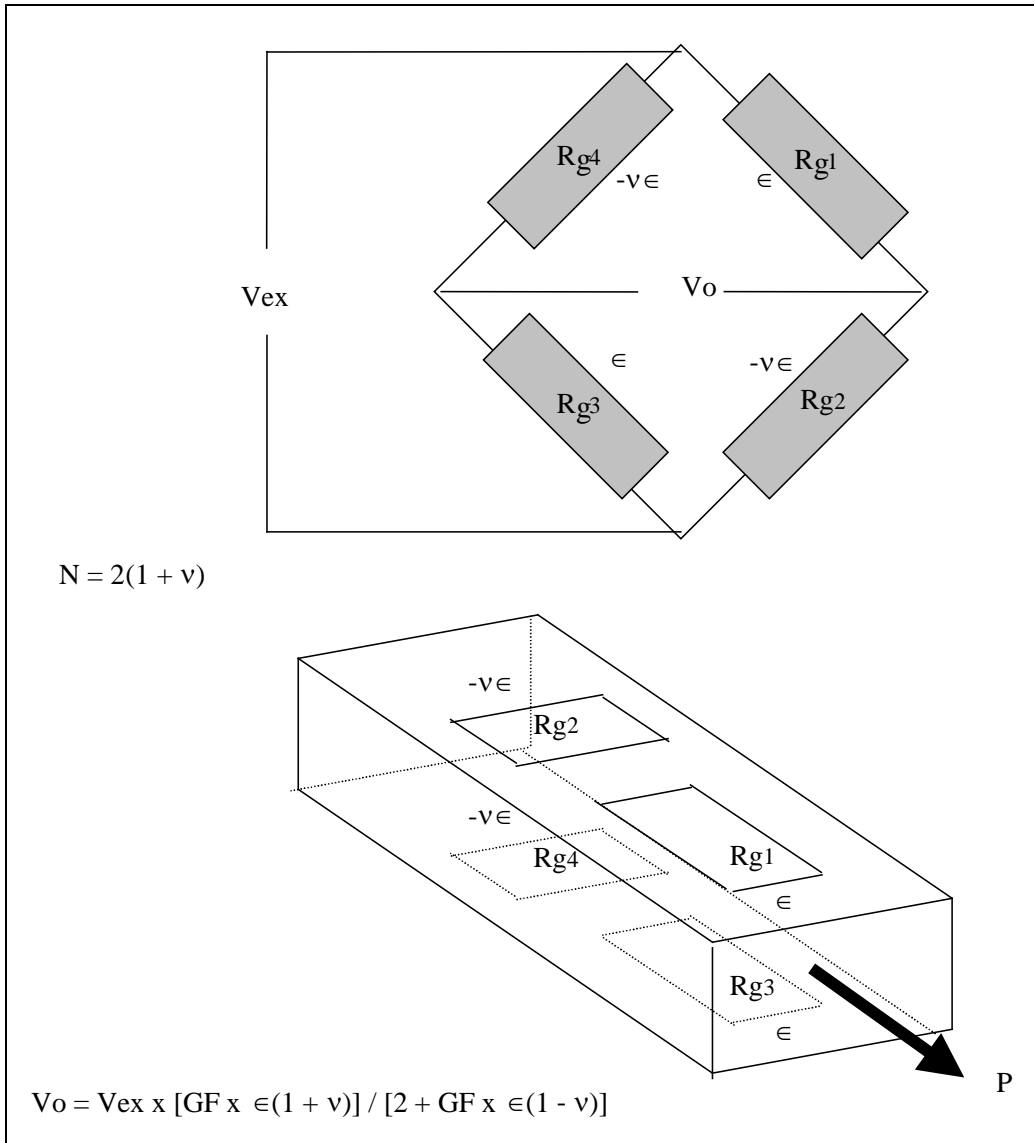 Rg4
Rg1
-ν∈
∈
Vex
Vo
∈
-ν∈
Rg3
Rg2
N = 2(1 + ν)
-ν∈
Rg2
-ν∈
Rg4
Rg1
∈
Rg3
∈
P
Vo = Vex x [GF x ∈(1 + ν)] / [2 + GF x ∈(1 - ν)]